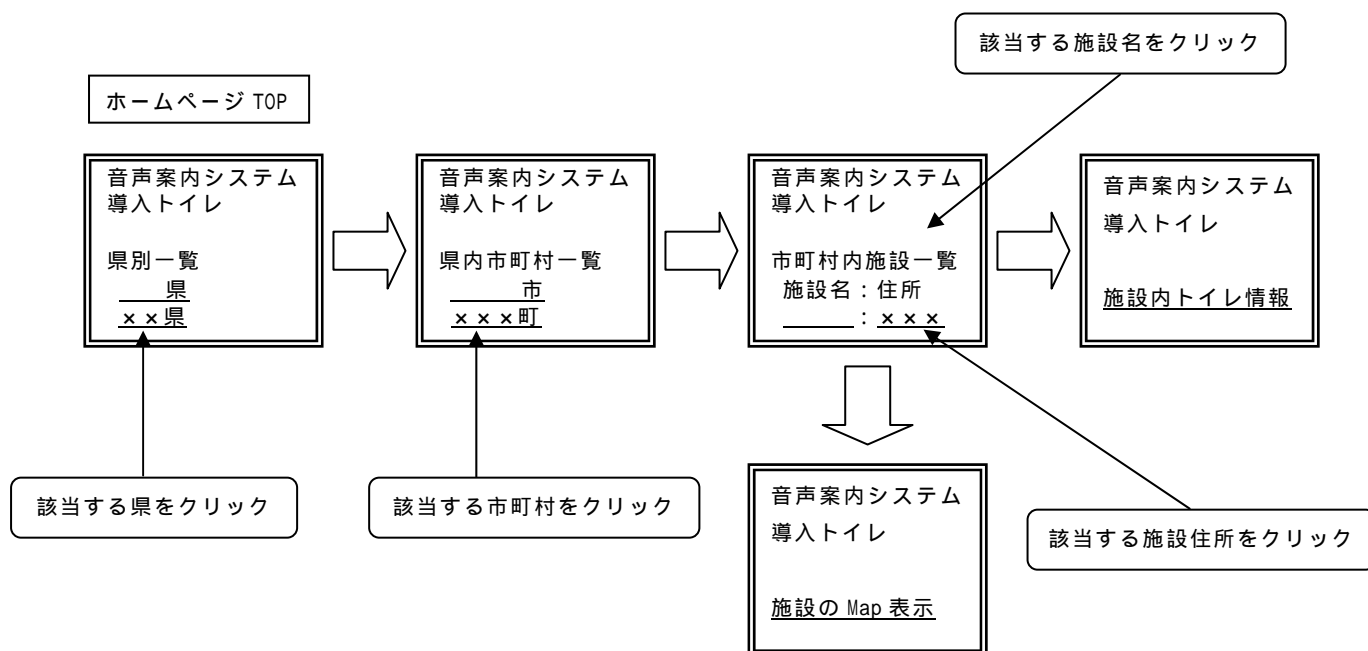 該当する施設名をクリック
ホームページ TOP
音声案内システム
導入トイレ
県別一覧
県
××県
音声案内システム
導入トイレ
県内市町村一覧
市
×××町
音声案内システム
導入トイレ
市町村内施設一覧
施設名：住所
：×××
音声案内システム
導入トイレ
施設内トイレ情報
該当する県をクリック
該当する市町村をクリック
該当する施設住所をクリック
音声案内システム
導入トイレ
施設の Map 表示